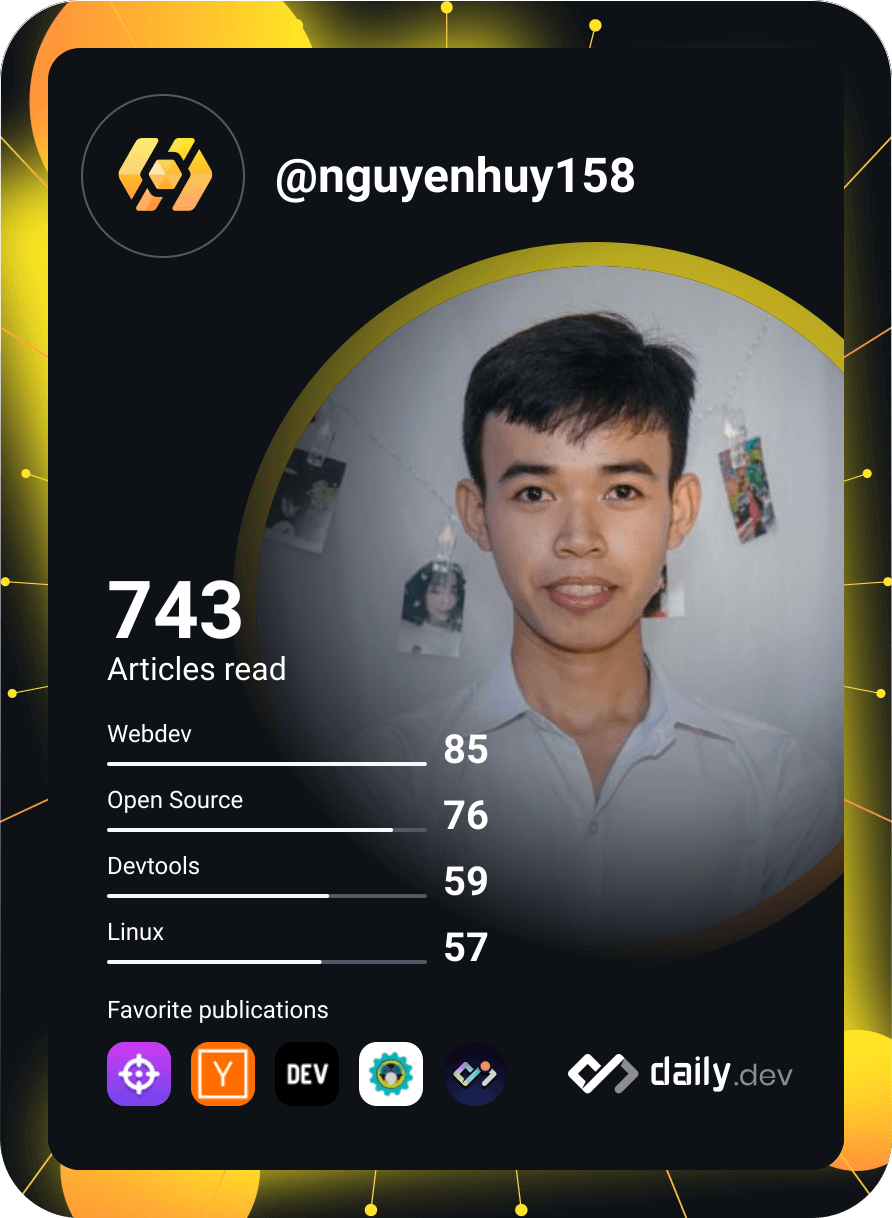 @nguyenhuy158
743
Articles read
Webdev
85
Open Source
76
Devtools
59
Linux
57
Favorite publications
Y
DEV
daily.dev